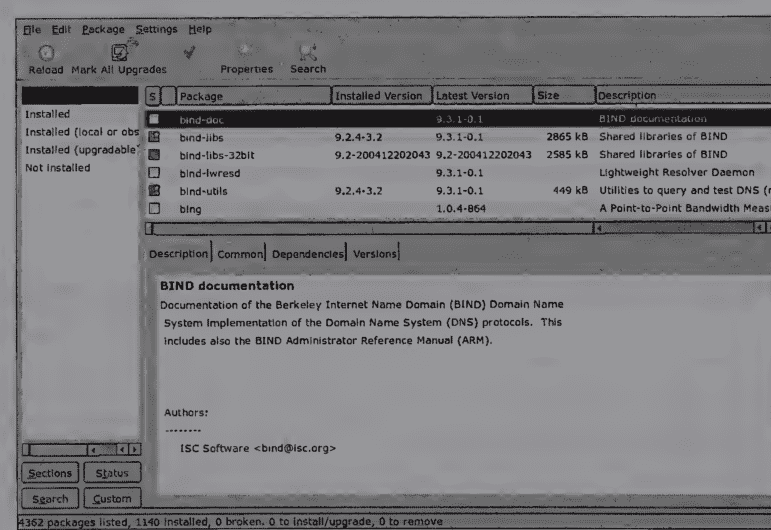 File Edit Package Settings Help
Reload Mark All Upgrades Properties Search
S Package Installed Version Latest Version Size Description
Installed
Installed (local or obs
Installed (upgradable
Not installed
bind-doc 9.3.1-0.1 BIND documentation
bind-libs 9.2.4-3.2 9.3.1-0.1 2865 kB Shared libraries of BIND
bind-libs-32bit 9.2-200412202043 9.2-200412202043 2585 kB Shared libraries of BIND
bind-lwresd 9.3.1-0.1 Lightweight Resolver Daemon
bind-utils 9.2.4-3.2 9.3.1-0.1 449 kB Utilities to query and test DNS (
bing 1.0.4-864 A Point-to-Point Bandwidth Meas
Description Common Dependencies Versions
BIND documentation
Documentation of the Berkeley Internet Name Domain (BIND) Domain Name
System implementation of the Domain Name System (DNS) protocols. This
includes also the BIND Administrator Reference Manual (ARM).
Authors:
--------
ISC Software <bind@isc.org>
Sections Status
Search Custom
4362 packages listed, 1140 installed, 0 broken. 0 to install/upgrade, 0 to remove